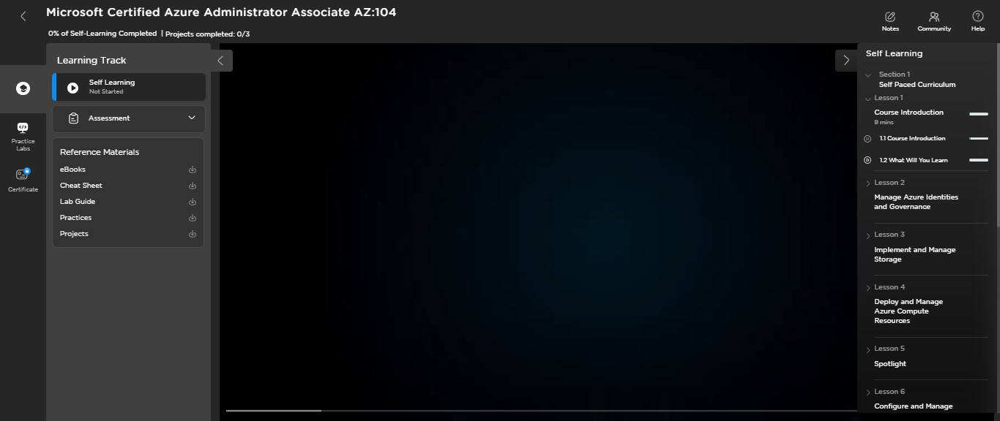 Microsoft Certified Azure Administrator Associate AZ:104
0% of Self-Learning Completed | Projects completed: 0/3
Notes
Community
Help
Practice
Labs
Certificate
Learning Track
Self Learning
Not Started
Assessment
Reference Materials
eBooks
Cheat Sheet
Lab Guide
Practices
Projects
Self Learning
Section 1
Self Paced Curriculum
Lesson 1
Course Introduction
9 mins
1.1 Course Introduction
1.2 What Will You Learn
Lesson 2
Manage Azure Identities
and Governance
Lesson 3
Implement and Manage
Storage
Lesson 4
Deploy and Manage
Azure Compute
Resources
Lesson 5
Spotlight
Lesson 6
Configure and Manage